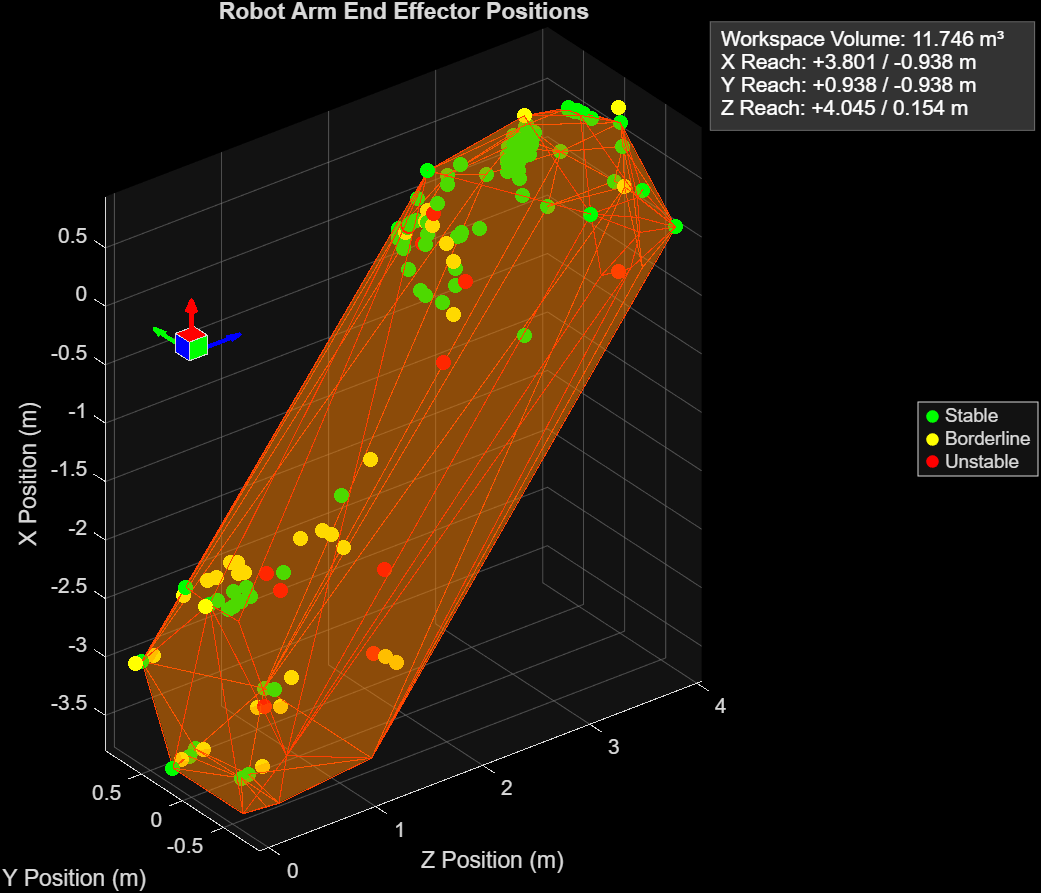 Robot Arm End Effector Positions
Workspace Volume: 11.746 m³
X Reach: +3.801 / -0.938 m
Y Reach: +0.938 / -0.938 m
Z Reach: +4.045 / 0.154 m
0.5
0
-0.5
-1
-1.5
-2
-2.5
-3
-3.5
X Position (m)
Stable
Borderline
Unstable
0.5
0
-0.5
Y Position (m)
0
1
2
3
4
Z Position (m)